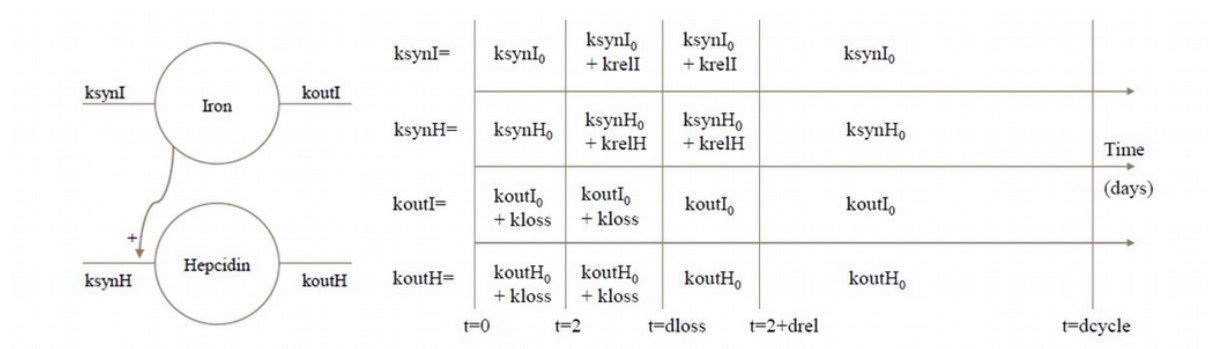 ksynI
Iron
koutI
+
ksynH
Hepcidin
koutH
ksynI=
ksynI₀
ksynI₀
+ krelI
ksynI₀
+ krelI
ksynI₀
ksynH=
ksynH₀
ksynH₀
+ krelH
ksynH₀
+ krelH
ksynH₀
Time
(days)
koutI=
koutI₀
+ kloss
koutI₀
+ kloss
koutI₀
koutI₀
koutH=
koutH₀
+ kloss
koutH₀
+ kloss
koutH₀
koutH₀
t=0
t=2
t=dloss
t=2+drel
t=dcycle